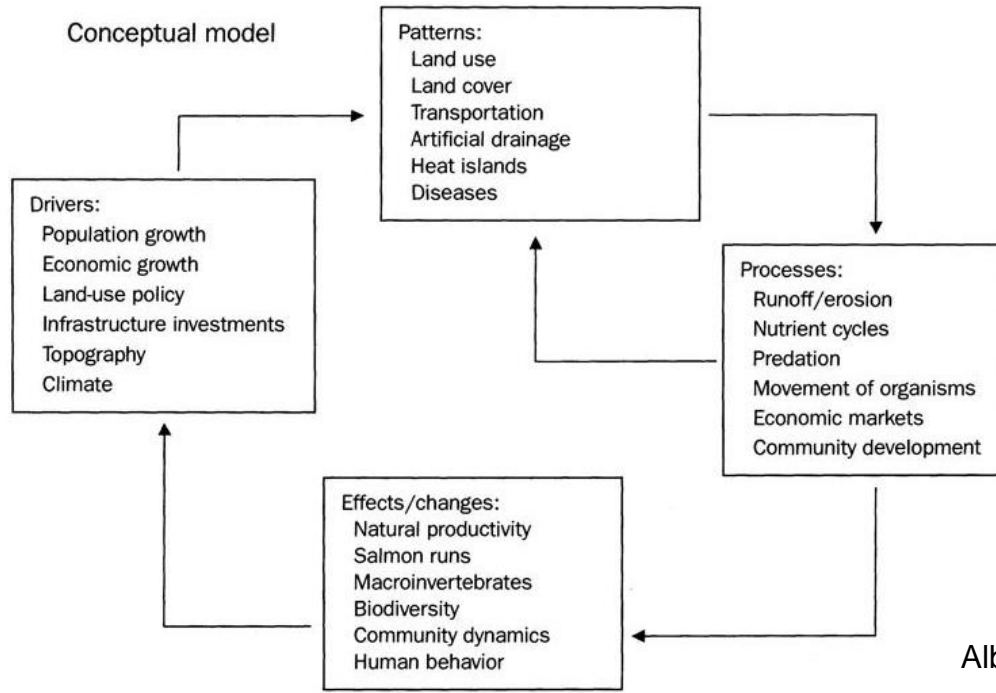 Conceptual model
Patterns:
Land use
Land cover
Transportation
Artificial drainage
Heat islands
Diseases
Drivers:
Population growth
Economic growth
Land-use policy
Infrastructure investments
Topography
Climate
Processes:
Runoff/erosion
Nutrient cycles
Predation
Movement of organisms
Economic markets
Community development
Effects/changes:
Natural productivity
Salmon runs
Macroinvertebrates
Biodiversity
Community dynamics
Human behavior